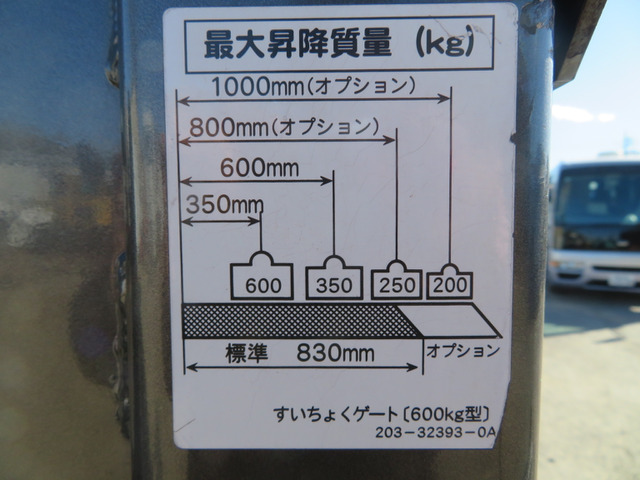 最大昇降質量 (kg)
1000mm(オプション)
800mm(オプション)
600mm
350mm
600 350 250 200
標準 830mm オプション
すいちょくゲート〔600kg型〕
203-32393-0A